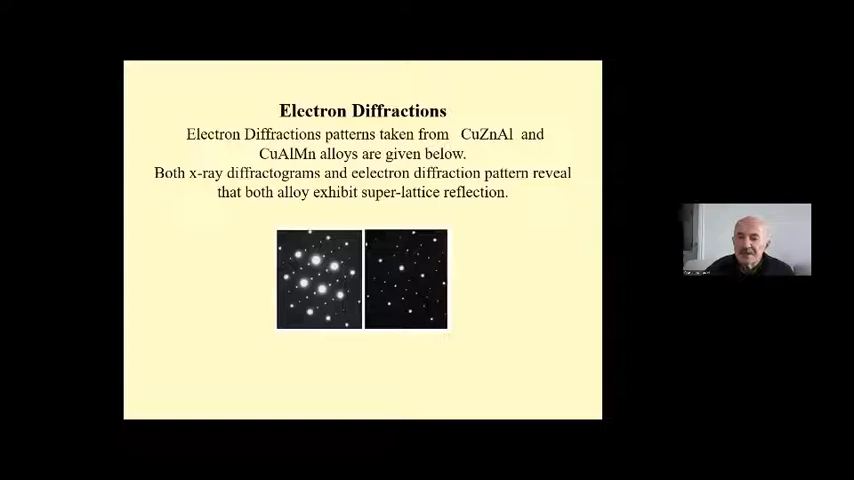 Electron Diffractions
Electron Diffractions patterns taken from CuZnAl and
CuAlMn alloys are given below.
Both x-ray diffractograms and eelectron diffraction pattern reveal
that both alloy exhibit super-lattice reflection.